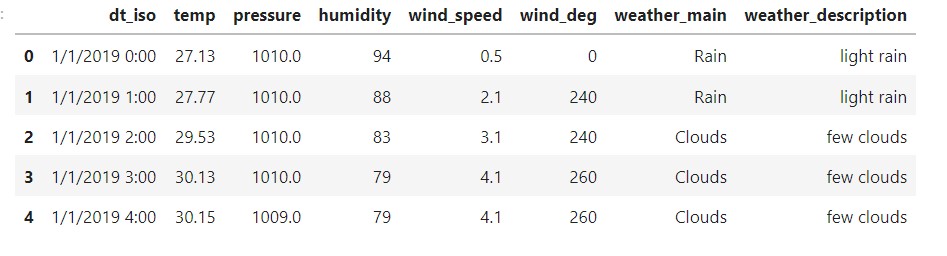 dt_iso temp pressure humidity wind_speed wind_deg weather_main weather_description
0 1/1/2019 0:00 27.13 1010.0 94 0.5 0 Rain light rain
1 1/1/2019 1:00 27.77 1010.0 88 2.1 240 Rain light rain
2 1/1/2019 2:00 29.53 1010.0 83 3.1 240 Clouds few clouds
3 1/1/2019 3:00 30.13 1010.0 79 4.1 260 Clouds few clouds
4 1/1/2019 4:00 30.15 1009.0 79 4.1 260 Clouds few clouds